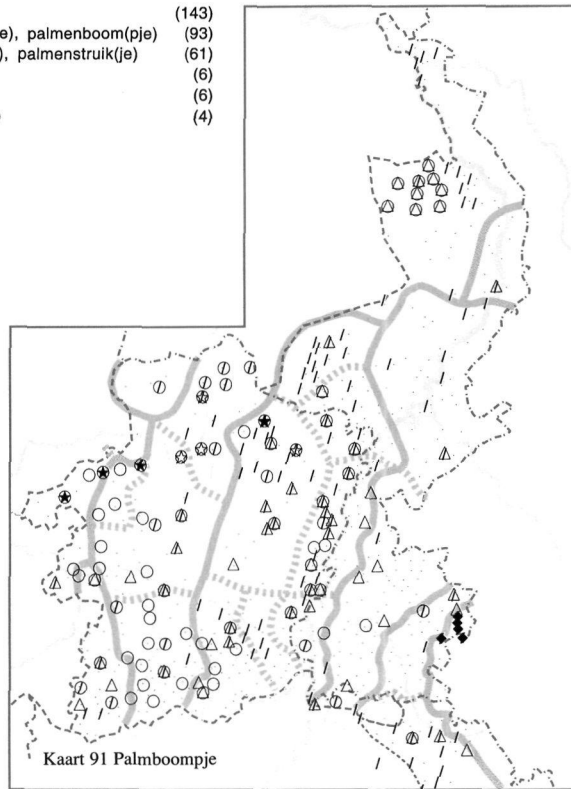 (143)
e), palmenboom(pje) (93)
), palmenstruik(je) (61)
(6)
(6)
) (4)
Kaart 91 Palmboompje